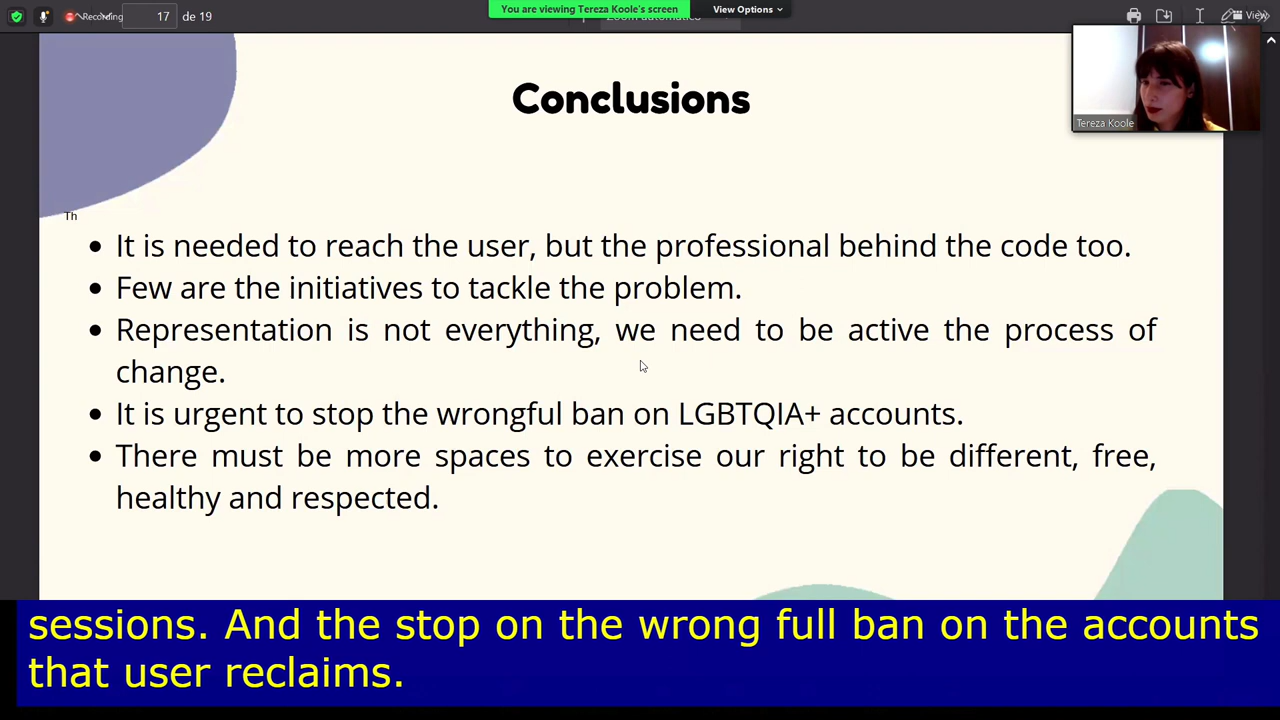 Recording
17 de 19
You are viewing Tereza Koole's screen
View Options
Zoom automático
View
Conclusions
Tereza Koole
Th
• It is needed to reach the user, but the professional behind the code too.
• Few are the initiatives to tackle the problem.
• Representation is not everything, we need to be active the process of
change.
• It is urgent to stop the wrongful ban on LGBTQIA+ accounts.
• There must be more spaces to exercise our right to be different, free,
healthy and respected.
sessions. And the stop on the wrong full ban on the accounts
that user reclaims.